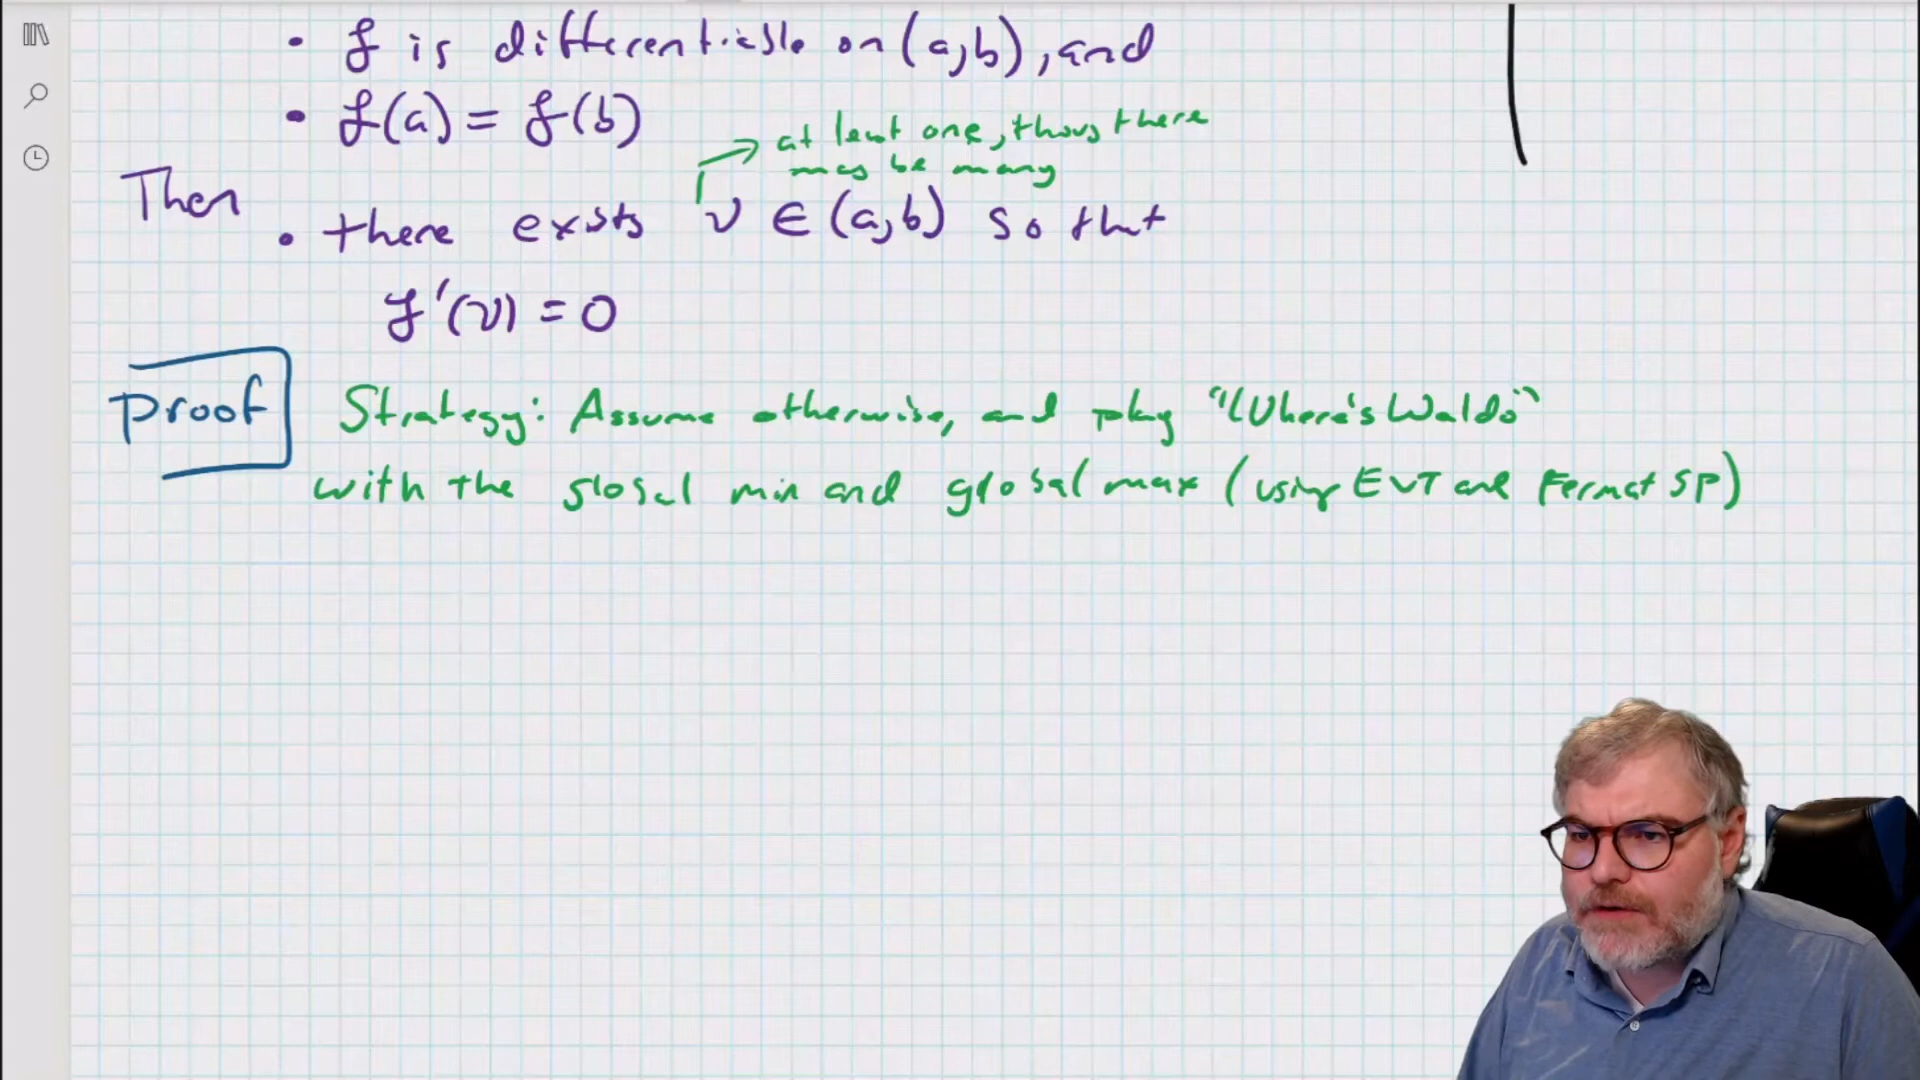 • f is differentiable on (a,b), and
• f(a) = f(b)
→ at least one, thoug there
may be many
Then
• there exists ν ∈ (a,b) so that
f'(ν) = 0
Proof
Strategy: Assume otherwise, and play "Where's Waldo"
with the global min and global max (using EVT and Fermat SP)